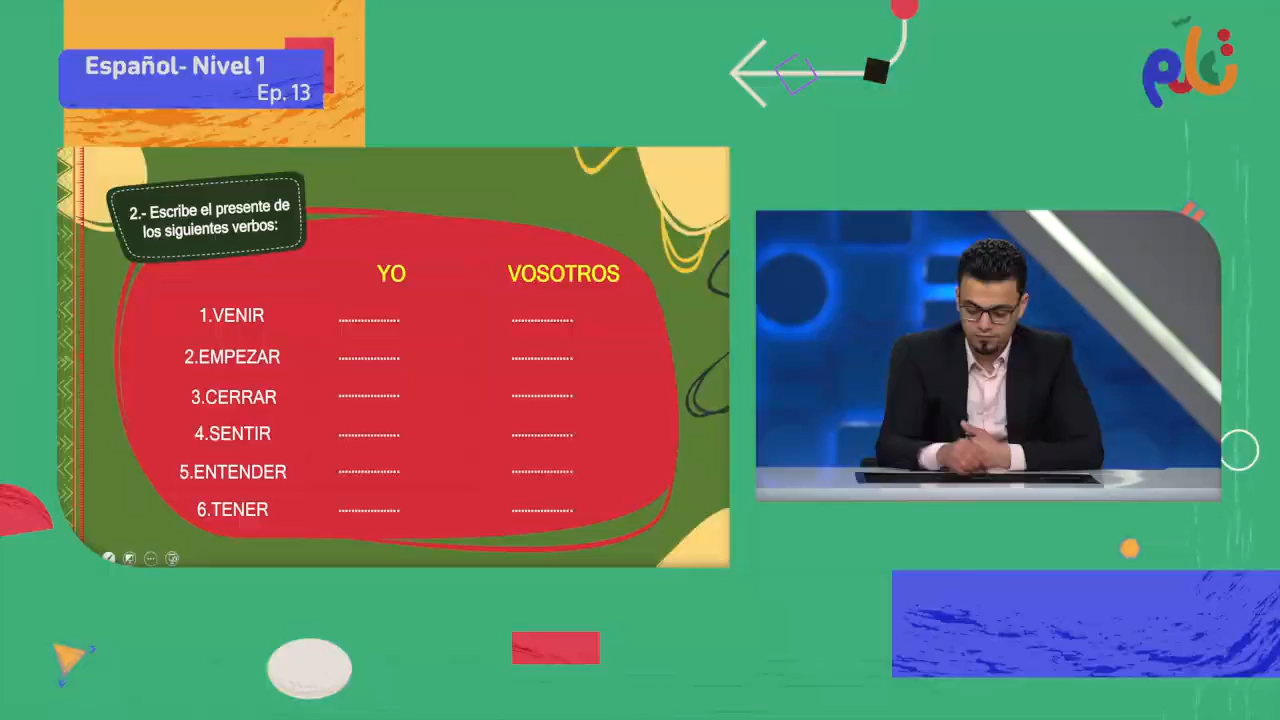 Español- Nivel 1
Ep. 13
تكلم
2.- Escribe el presente de
los siguientes verbos:
YO VOSOTROS
1.VENIR .................. ..................
2.EMPEZAR .................. ..................
3.CERRAR .................. ..................
4.SENTIR .................. ..................
5.ENTENDER .................. ..................
6.TENER .................. ..................